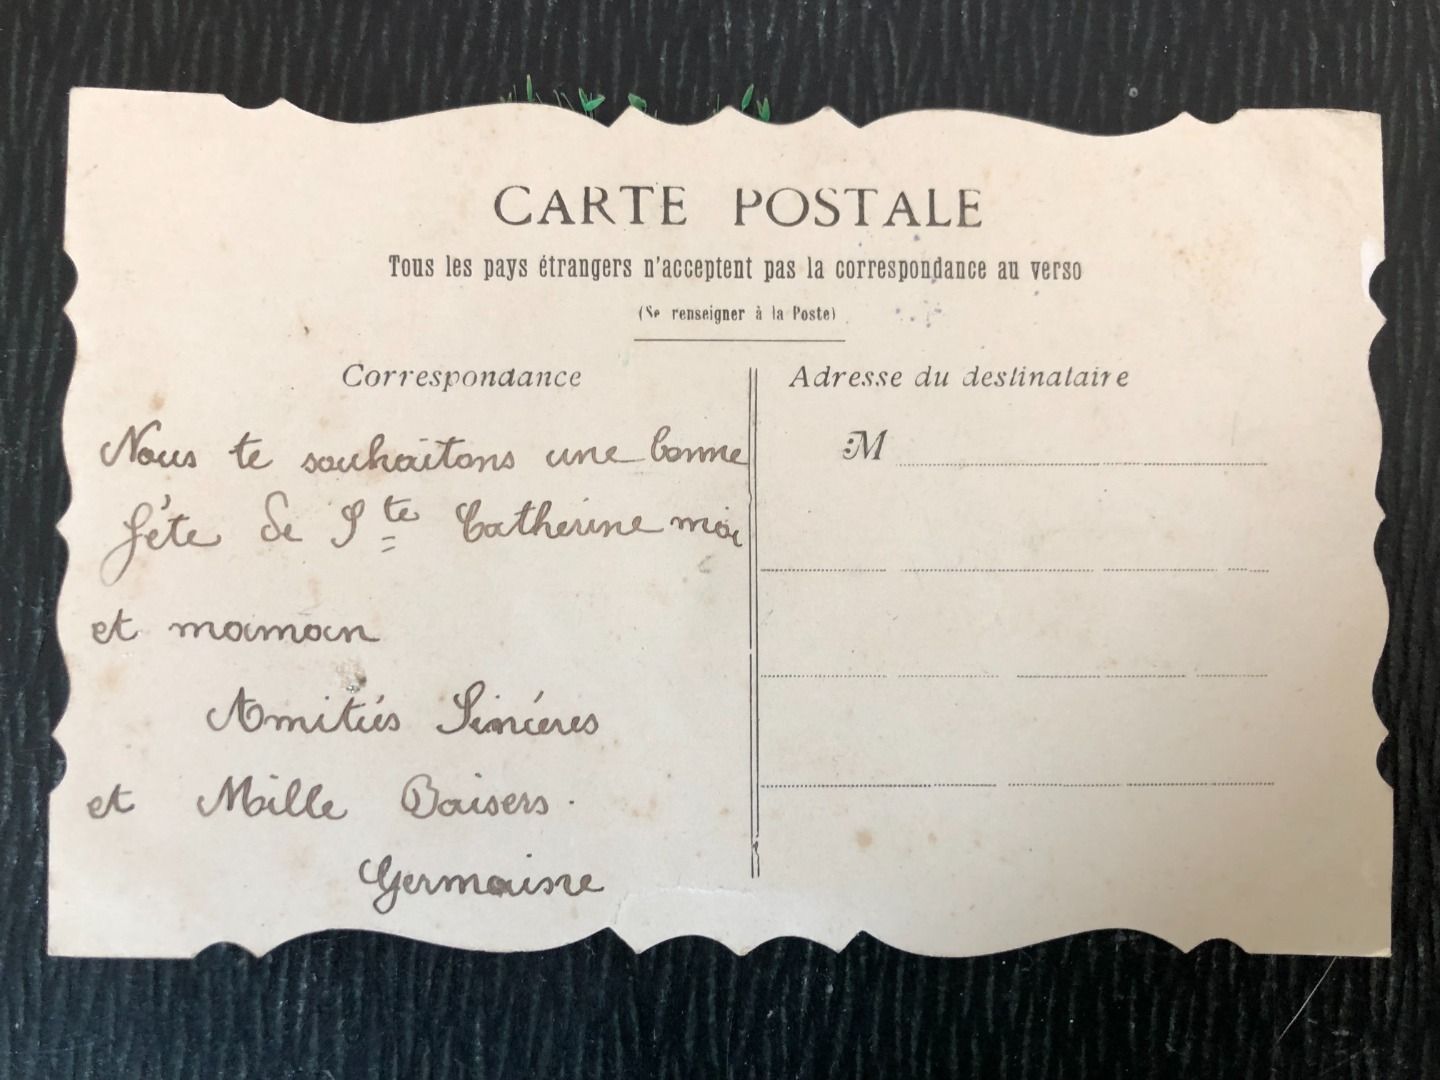 CARTE POSTALE
Tous les pays étrangers n'acceptent pas la correspondance au verso
(Se renseigner à la Poste)
Correspondance
Adresse du destinataire
M
Nous te souhaitons une bonne
fête de Ste Catherine moi
et maman
Amitiés Sincéres
et Mille Baisers.
Germaine